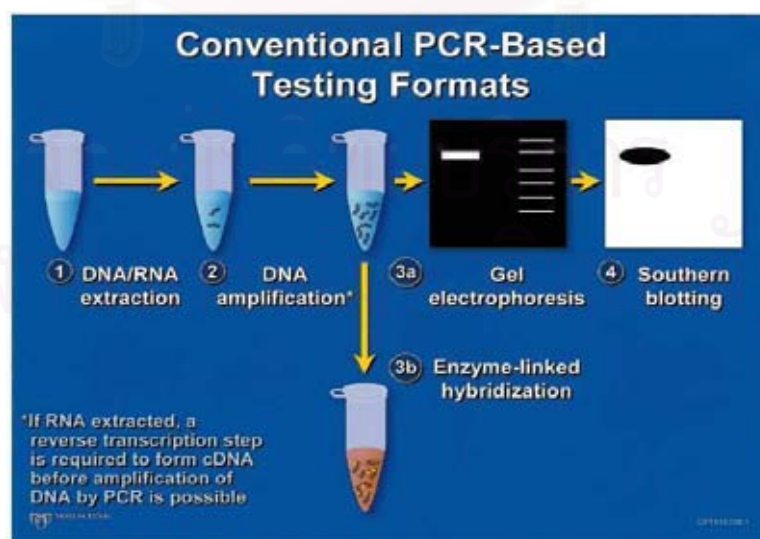 Conventional PCR-Based
Testing Formats
1 DNA/RNA
extraction
2 DNA
amplification*
3a Gel
electrophoresis
4 Southern
blotting
3b Enzyme-linked
hybridization
*If RNA extracted, a
reverse transcription step
is required to form cDNA
before amplification of
DNA by PCR is possible